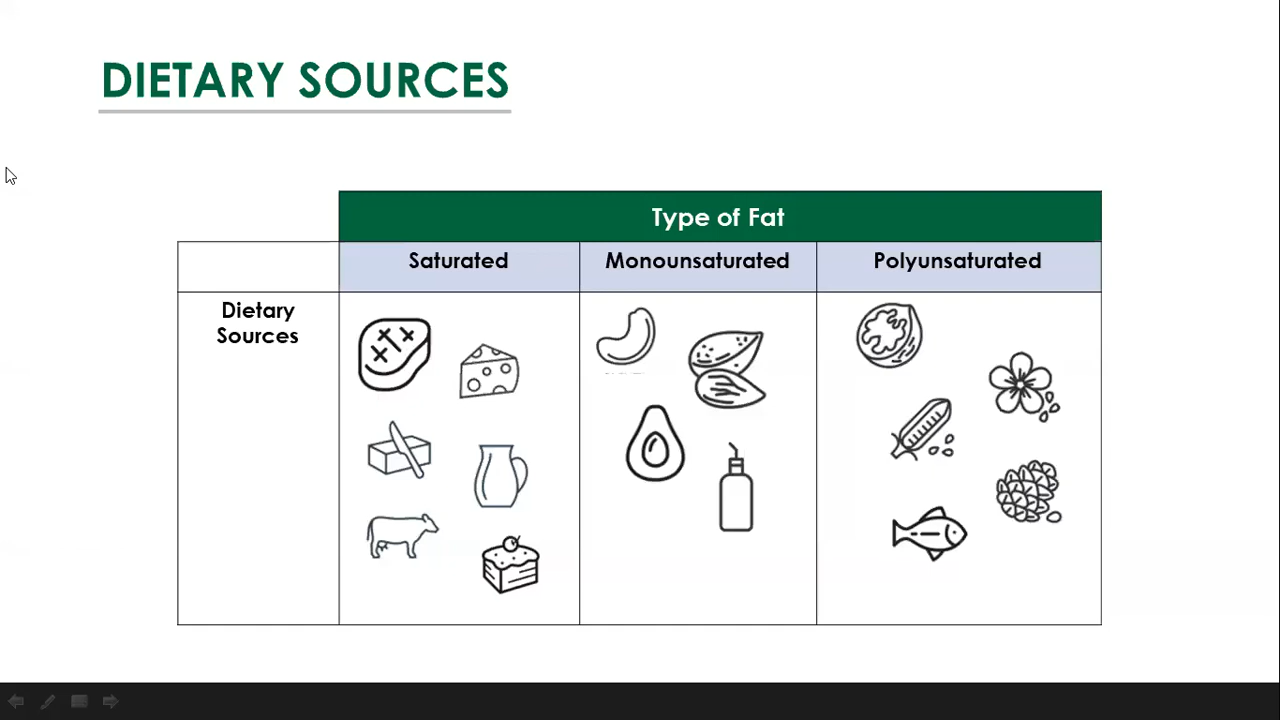 DIETARY SOURCES
Type of Fat
Saturated
Monounsaturated
Polyunsaturated
Dietary
Sources